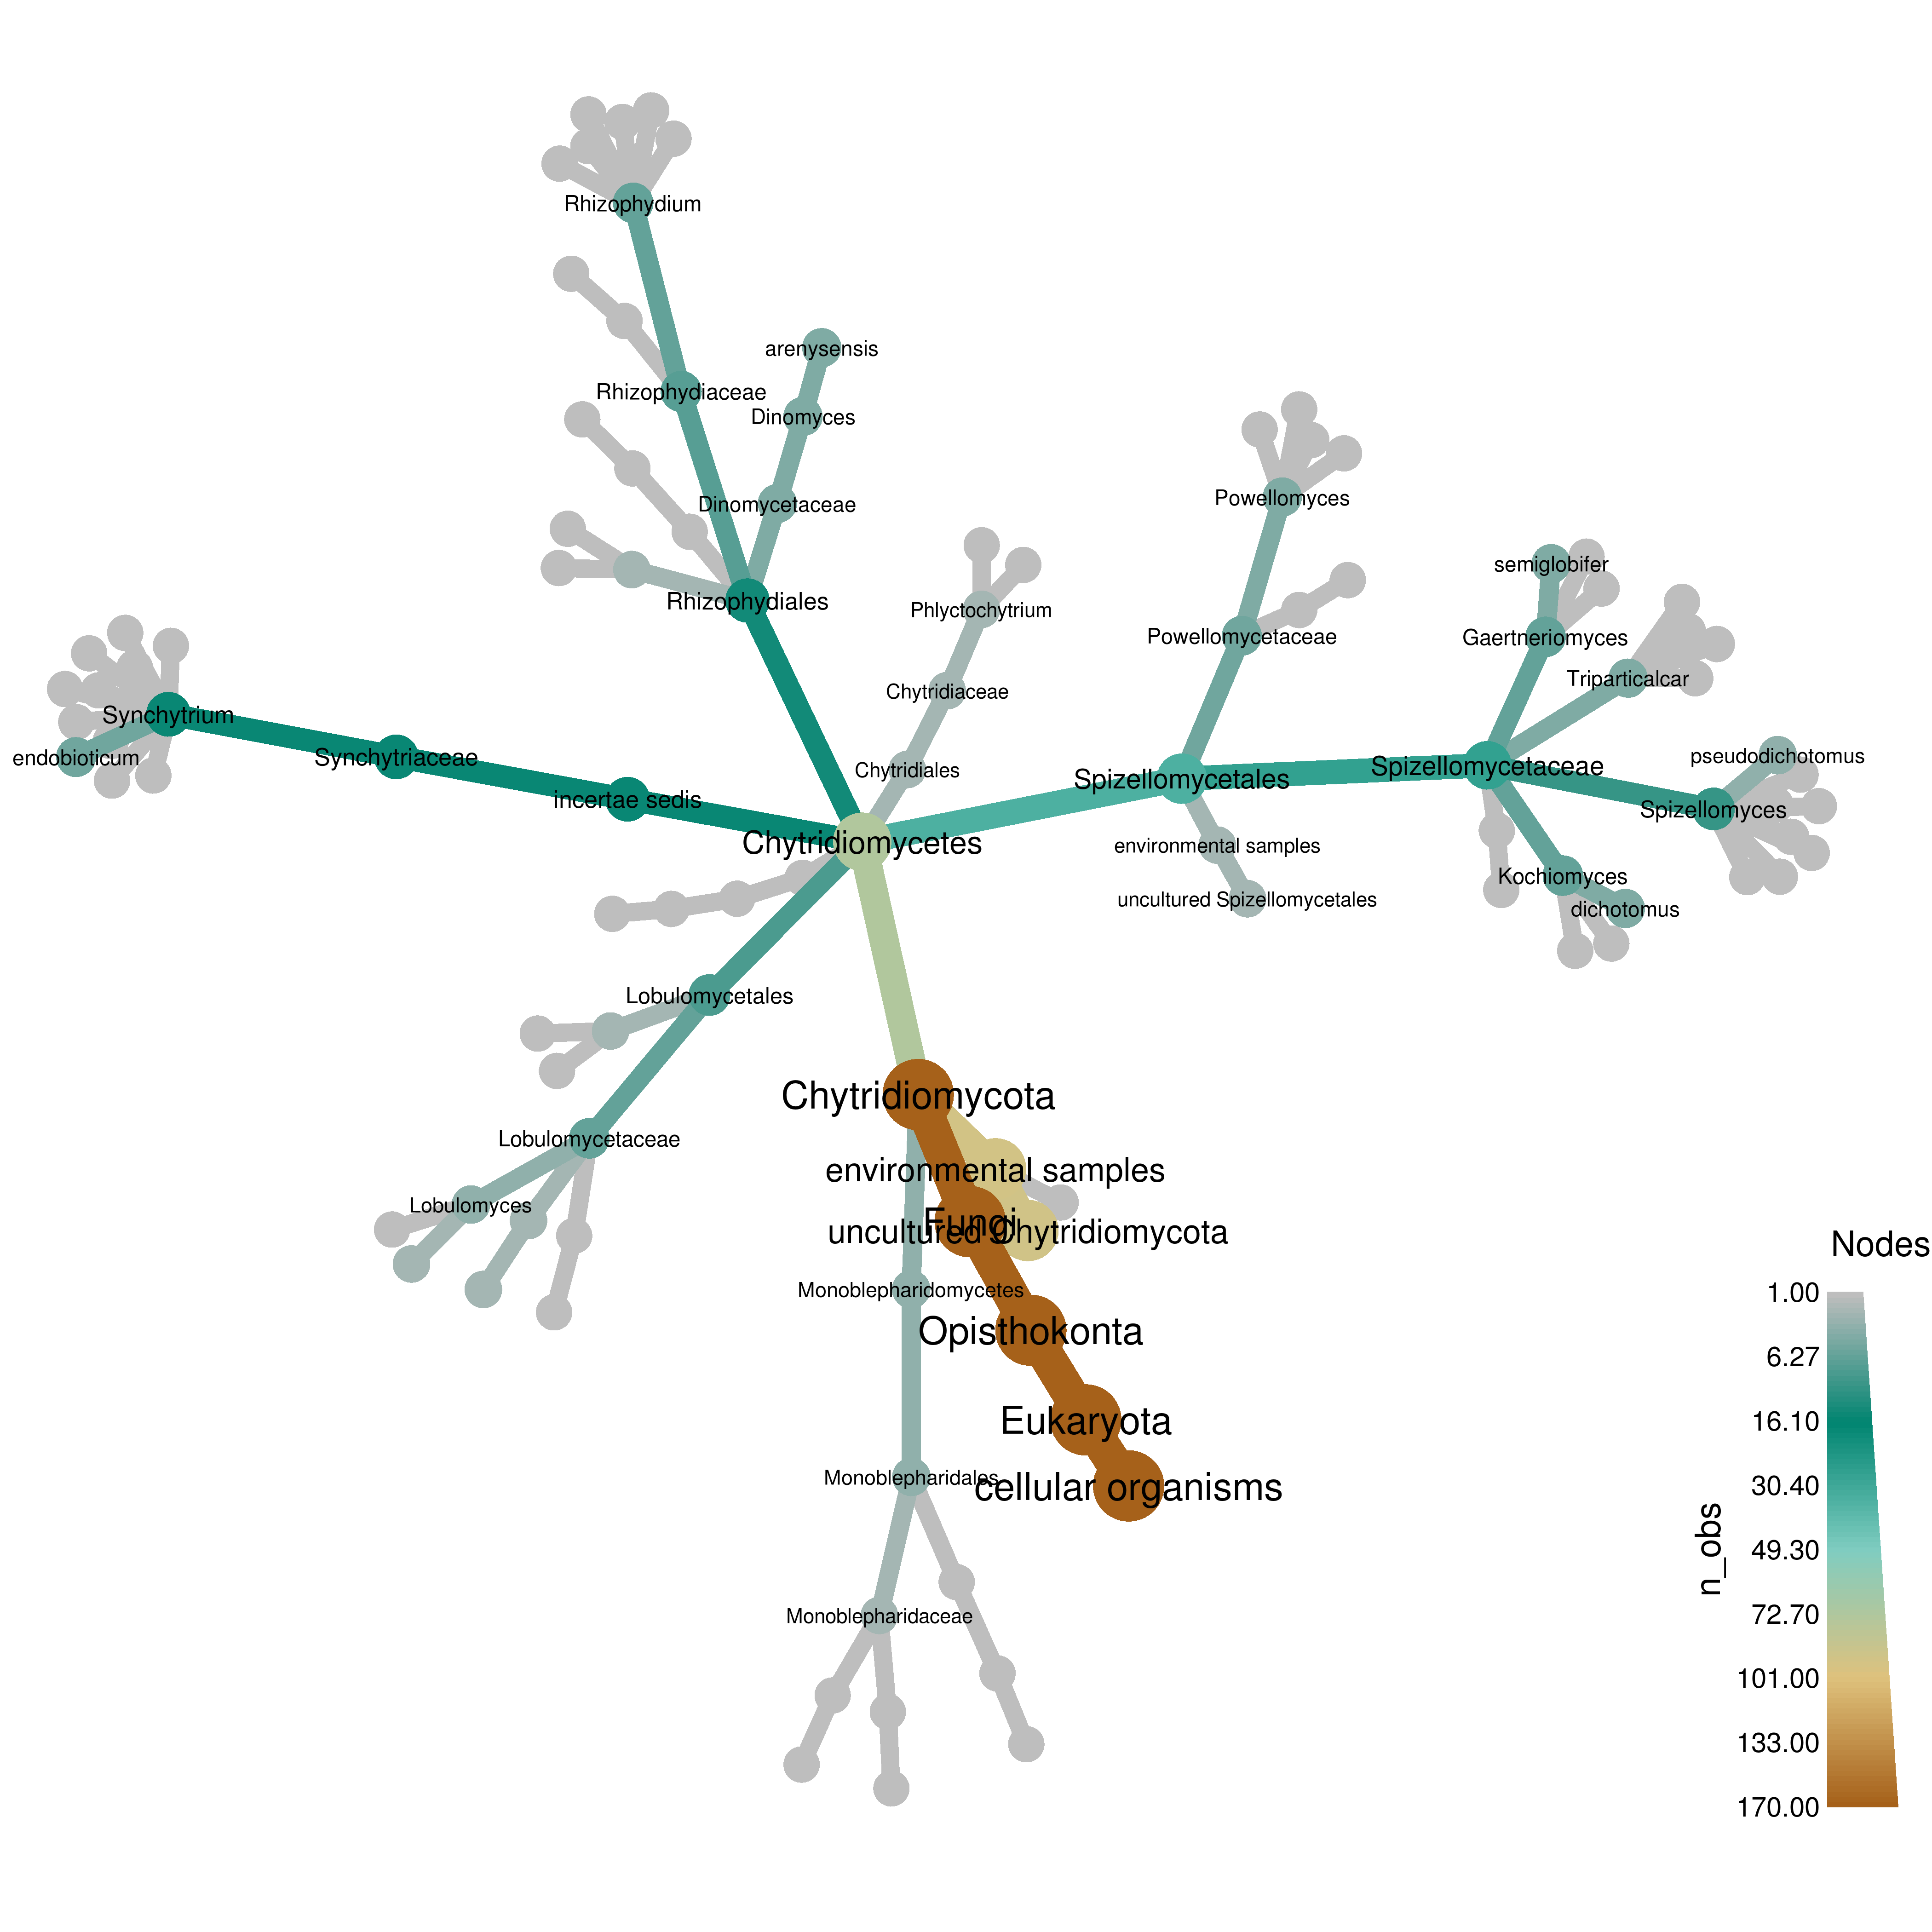 Rhizophydium
arenysensis
Rhizophydiaceae
Dinomyces
Dinomycetaceae
Powellomyces
semiglobifer
Rhizophydiales
Phlyctochytrium
Powellomycetaceae
Gaertneriomyces
Triparticalcar
Chytridiaceae
Synchytrium
endobioticum
Synchytriaceae
Chytridiales
Spizellomycetales
Spizellomycetaceae
pseudodichotomus
incertae sedis
Spizellomyces
Chytridiomycetes
environmental samples
Kochiomyces
uncultured Spizellomycetales
dichotomus
Lobulomycetales
Chytridiomycota
Lobulomycetaceae
environmental samples
Lobulomyces
Fungi
uncultured Chytridiomycota
Monoblepharidomycetes
Opisthokonta
Eukaryota
Monoblepharidales
cellular organisms
Monoblepharidaceae
Nodes
1.00
6.27
16.10
30.40
49.30
72.70
101.00
133.00
170.00
n_obs